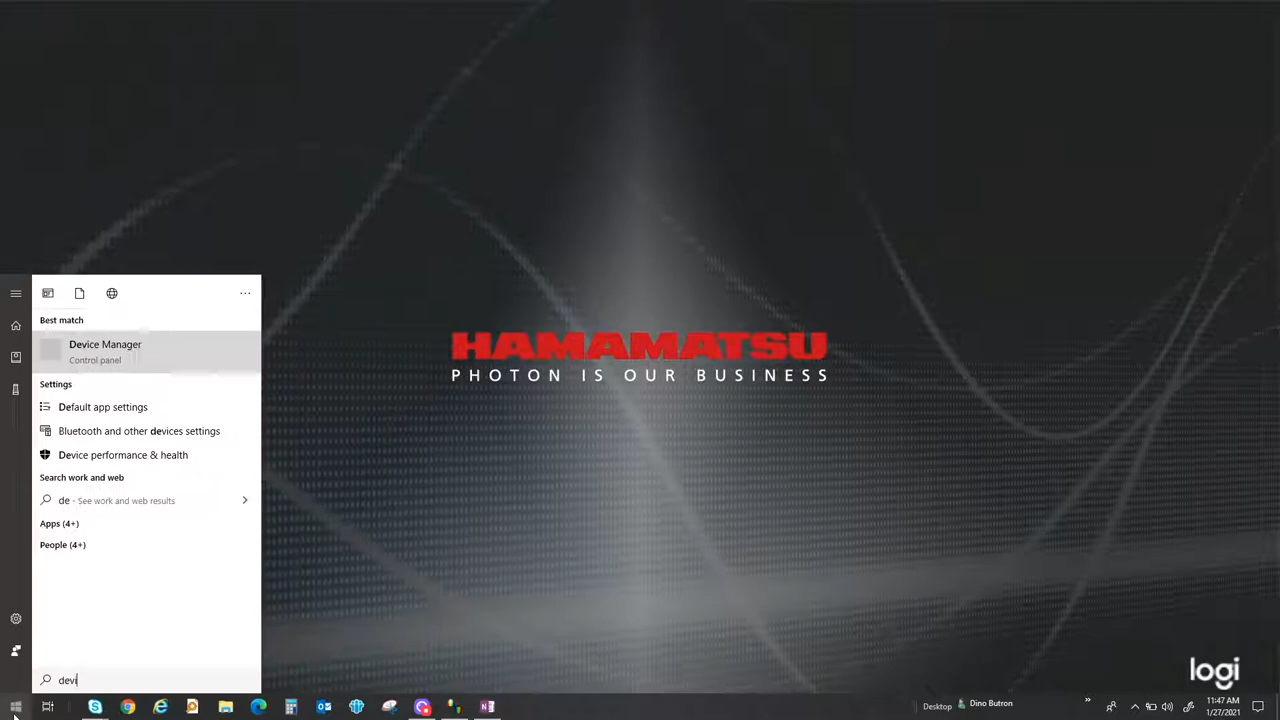 HAMAMATSU
PHOTON IS OUR BUSINESS
Best match
Device Manager
Control panel
Settings
Default app settings
Bluetooth and other devices settings
Device performance & health
Search work and web
de - See work and web results
Apps (4+)
People (4+)
devi
logi
Desktop
Dino Butron
11:47 AM
1/27/2021